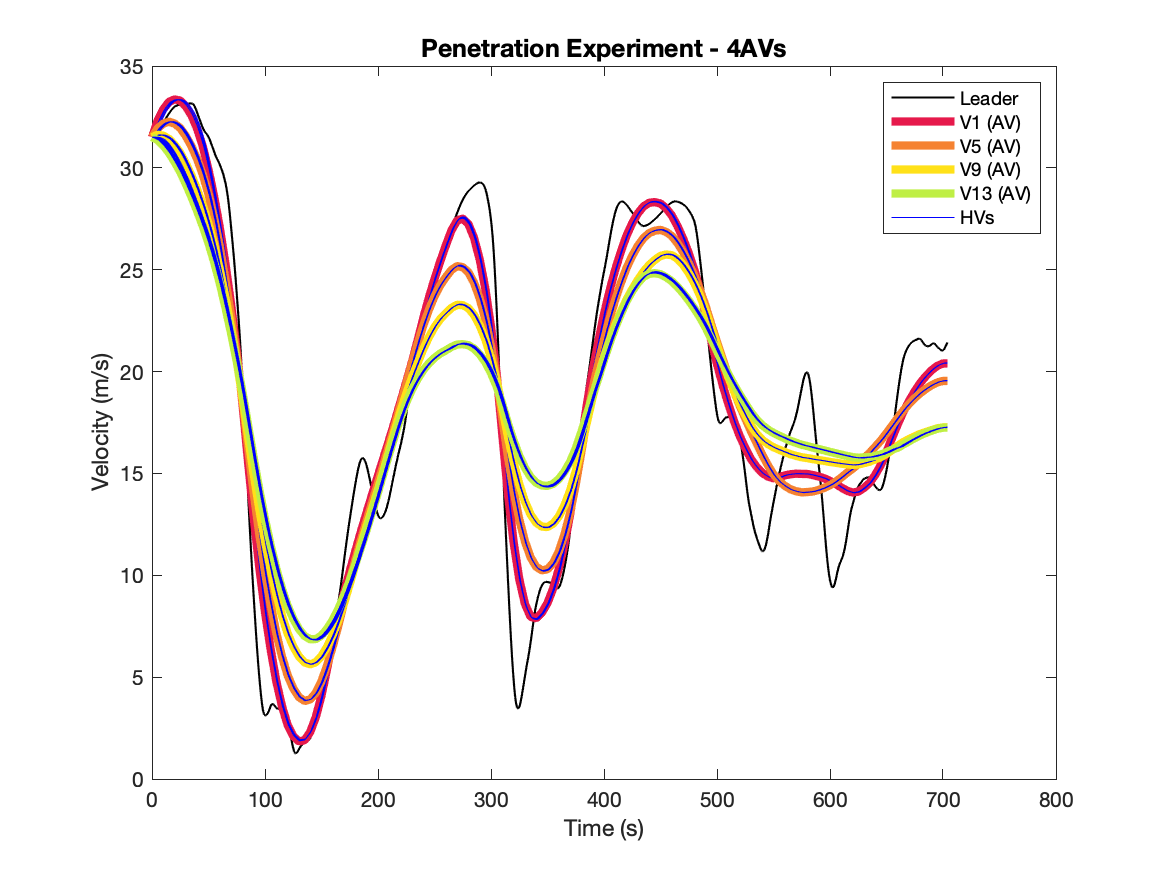 Penetration Experiment - 4AVs
35
30
25
20
15
10
5
0
Velocity (m/s)
Leader
V1 (AV)
V5 (AV)
V9 (AV)
V13 (AV)
HVs
0 100 200 300 400 500 600 700 800
Time (s)